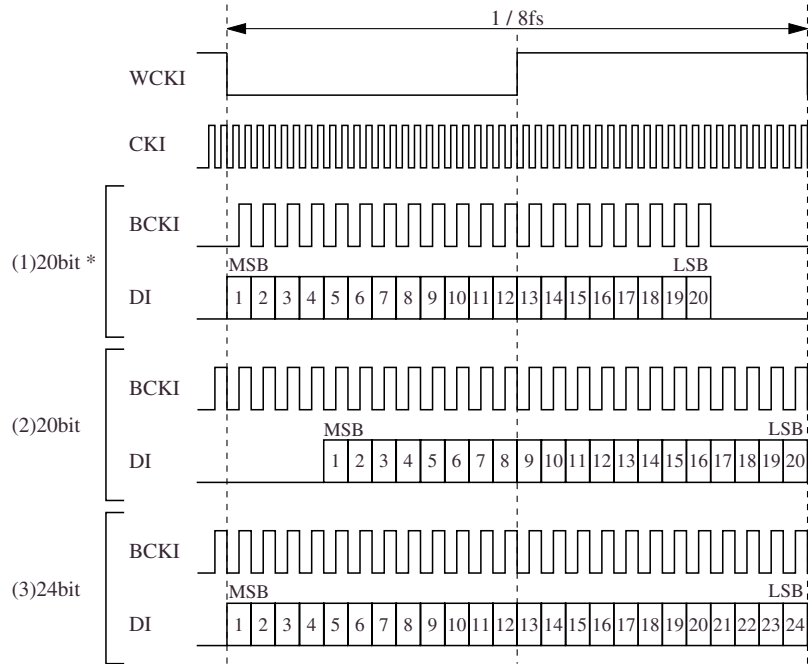 1 / 8fs
WCKI
CKI
(1)20bit *
BCKI
MSB LSB
DI 1 2 3 4 5 6 7 8 9 10 11 12 13 14 15 16 17 18 19 20
(2)20bit
BCKI
MSB LSB
DI 1 2 3 4 5 6 7 8 9 10 11 12 13 14 15 16 17 18 19 20
(3)24bit
BCKI
MSB LSB
DI 1 2 3 4 5 6 7 8 9 10 11 12 13 14 15 16 17 18 19 20 21 22 23 24